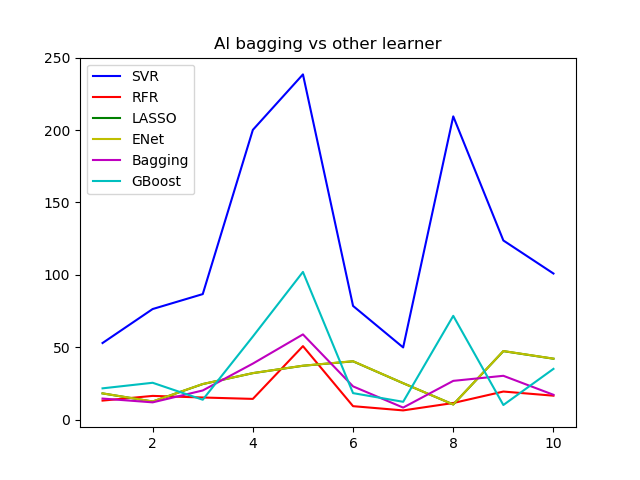 AI bagging vs other learner
250
200
150
100
50
0
SVR
RFR
LASSO
ENet
Bagging
GBoost
2 4 6 8 10